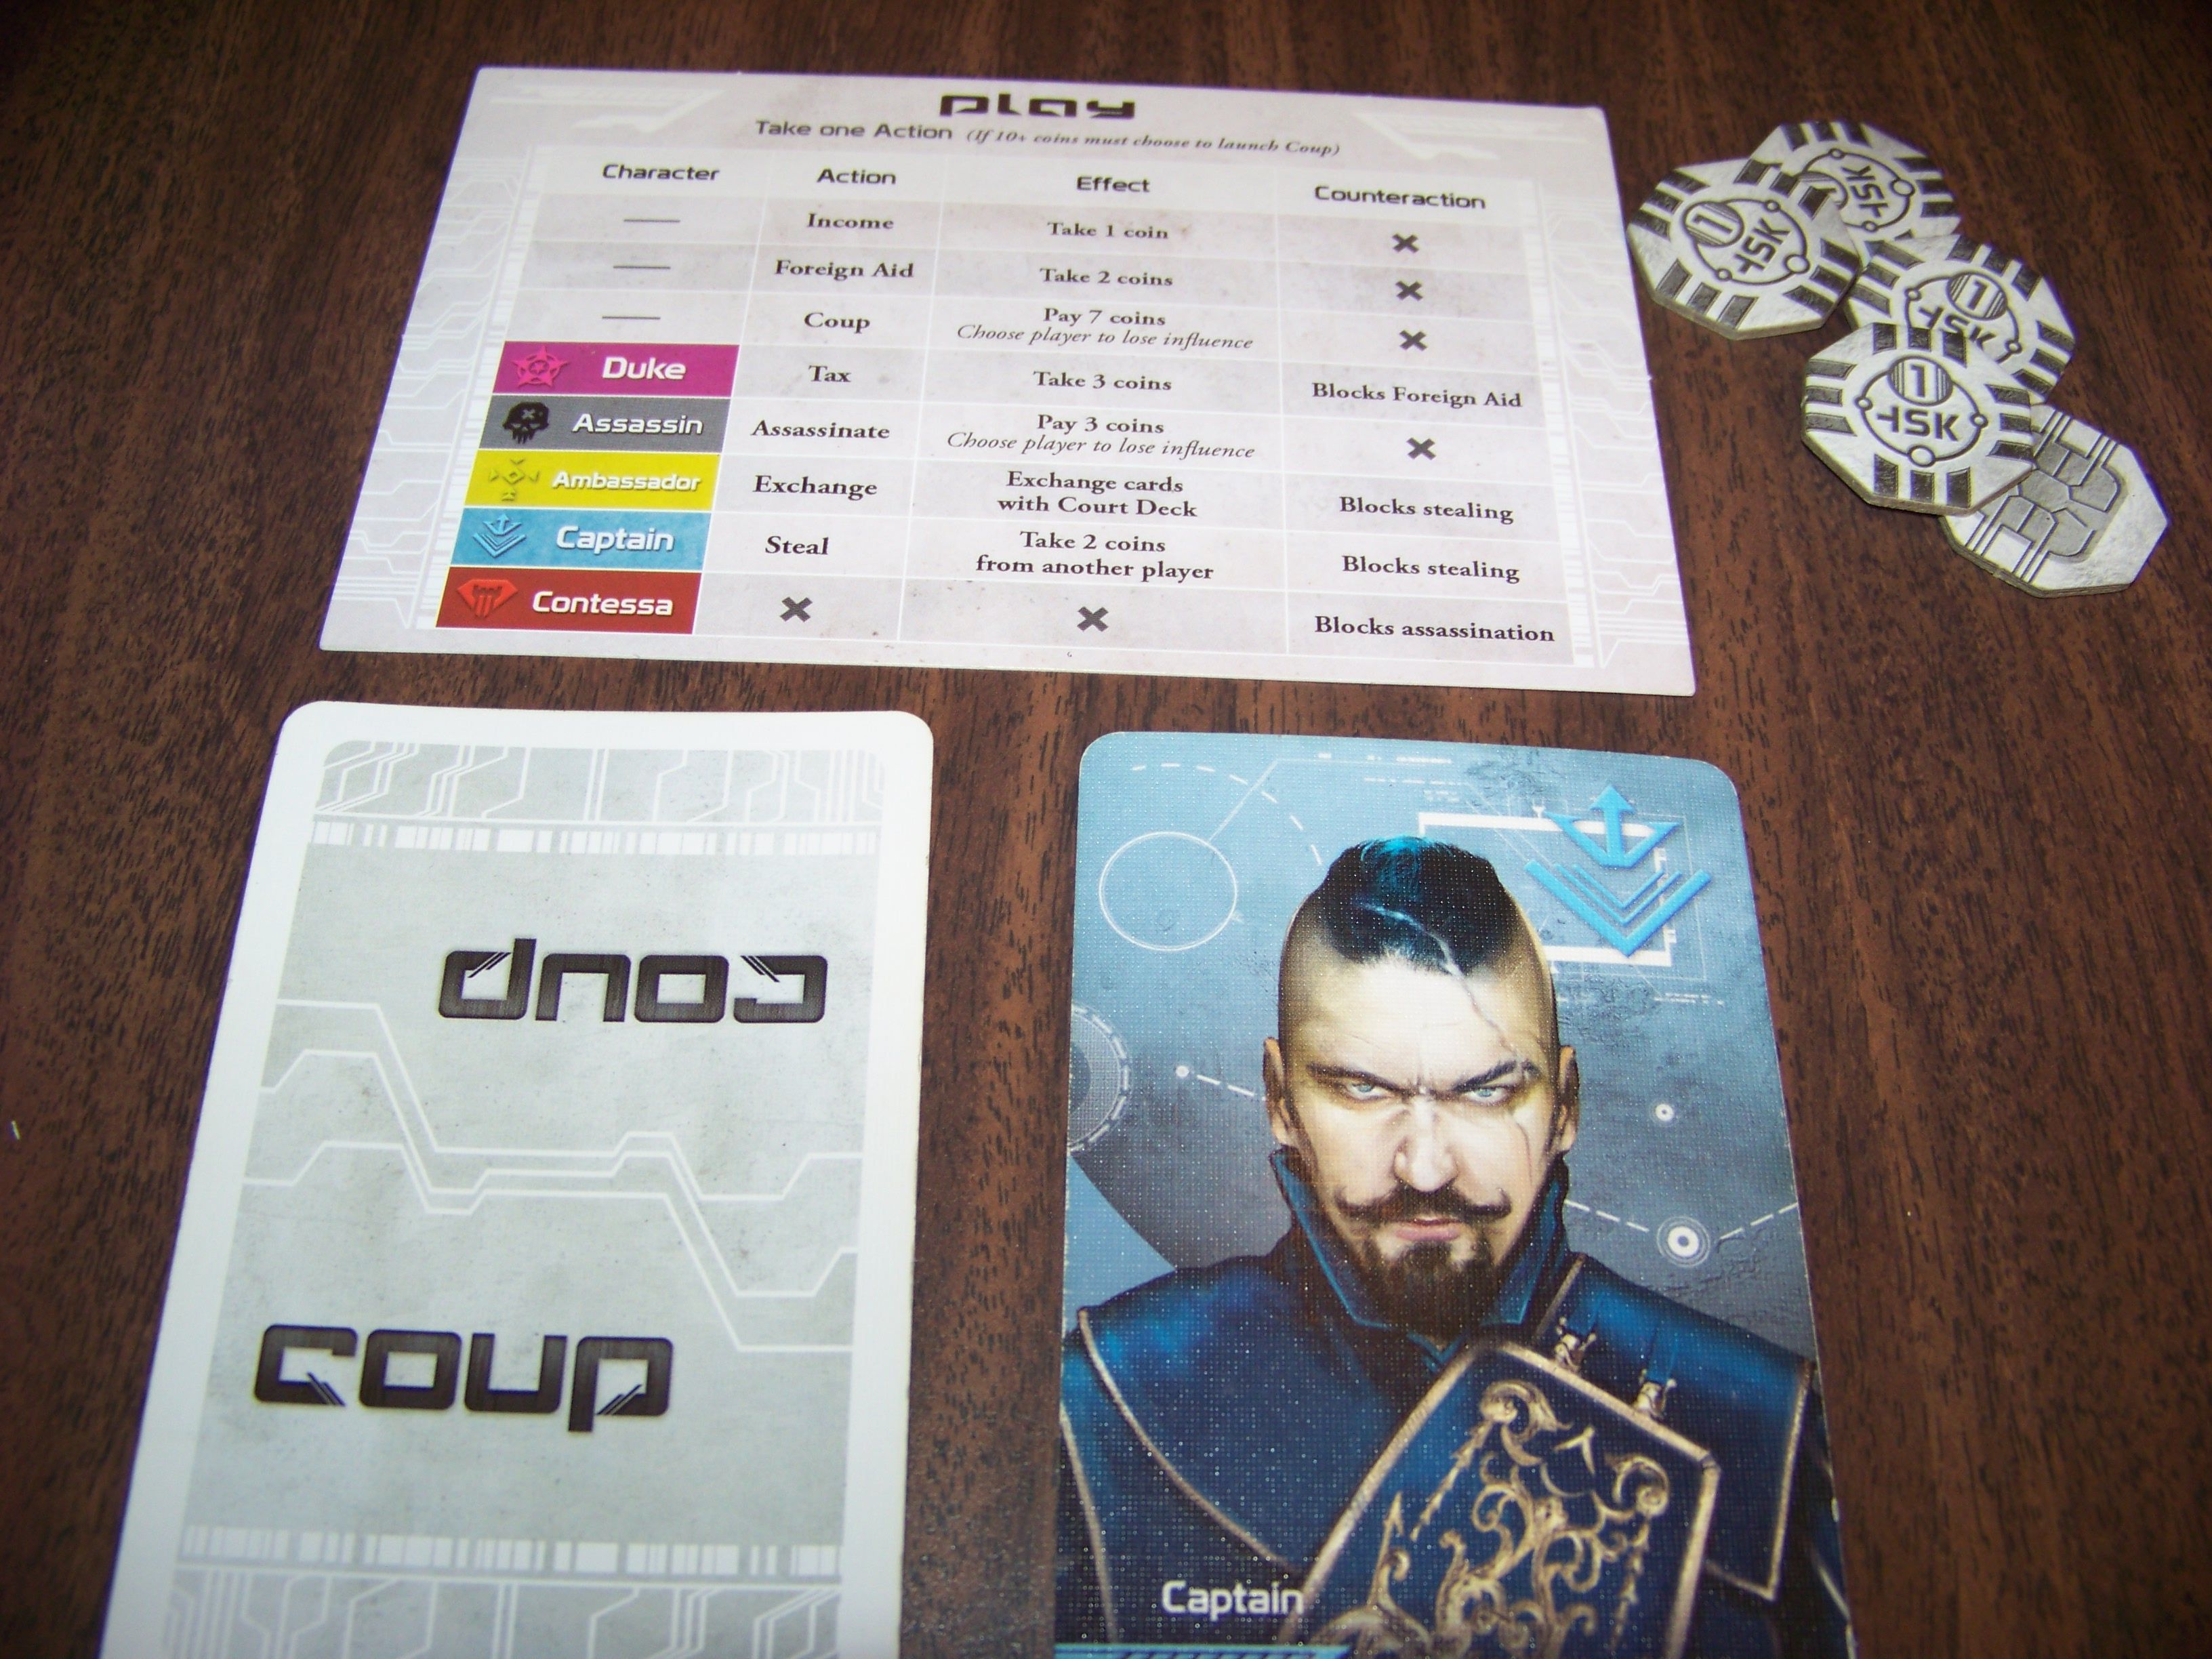 play
Take one Action (If 10+ coins must choose to launch Coup)
Character Action Effect Counteraction
— Income Take 1 coin ✖
— Foreign Aid Take 2 coins ✖
— Coup Pay 7 coins
Choose player to lose influence ✖
Duke Tax Take 3 coins Blocks Foreign Aid
Assassin Assassinate Pay 3 coins
Choose player to lose influence ✖
Ambassador Exchange Exchange cards
with Court Deck Blocks stealing
Captain Steal Take 2 coins
from another player Blocks stealing
Contessa ✖ ✖ Blocks assassination
1
1
1
1
coup
coup
Captain